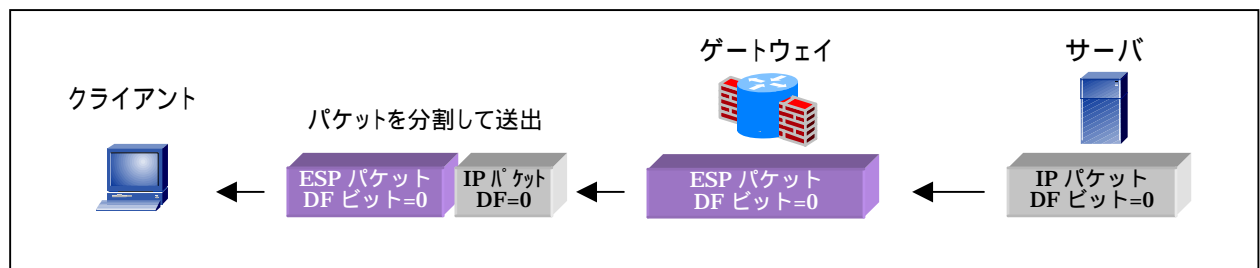 クライアント
パケットを分割して送出
ゲートウェイ
サーバ
ESP パケット
DF ビット=0
IP パケット
DF=0
ESP パケット
DF ビット=0
IP パケット
DF ビット=0